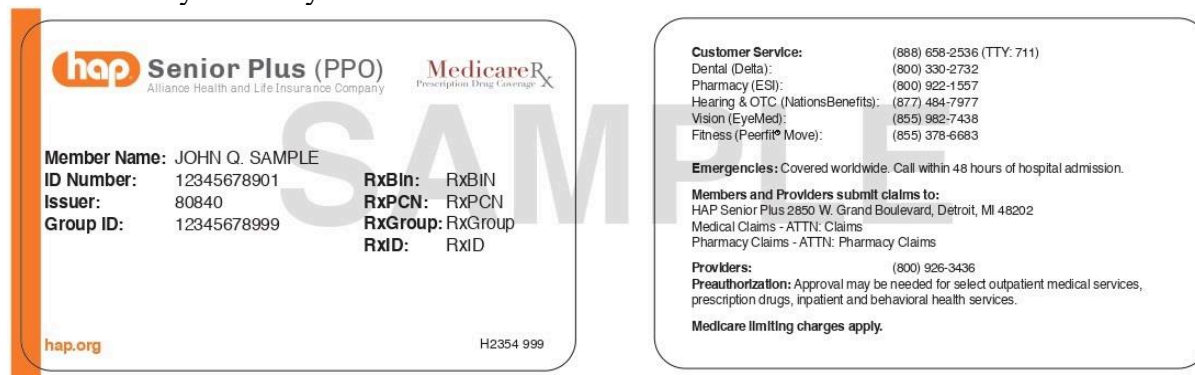 hap Senior Plus (PPO)
Alliance Health and Life Insurance Company
MedicareRx
Prescription Drug Coverage
Member Name: JOHN Q. SAMPLE
ID Number: 12345678901
Issuer: 80840
Group ID: 12345678999
RxBin: RxBIN
RxPCN: RxPCN
RxGroup: RxGroup
RxID: RxID
hap.org
H2354 999
SAMPLE
Customer Service: (888) 658-2536 (TTY: 711)
Dental (Delta): (800) 330-2732
Pharmacy (ESI): (800) 922-1557
Hearing & OTC (NationsBenefits): (877) 484-7977
Vision (EyeMed): (855) 982-7438
Fitness (Peerfit® Move): (855) 378-6683
Emergencies: Covered worldwide. Call within 48 hours of hospital admission.
Members and Providers submit claims to:
HAP Senior Plus 2850 W. Grand Boulevard, Detroit, MI 48202
Medical Claims - ATTN: Claims
Pharmacy Claims - ATTN: Pharmacy Claims
Providers: (800) 926-3436
Preauthorization: Approval may be needed for select outpatient medical services,
prescription drugs, inpatient and behavioral health services.
Medicare limiting charges apply.